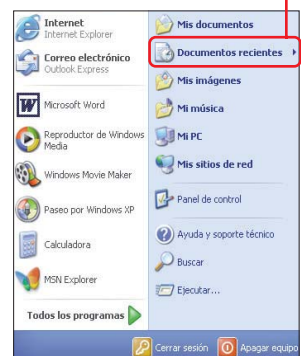 Internet
Internet Explorer
Correo electrónico
Outlook Express
Microsoft Word
Reproductor de Windows
Media
Windows Movie Maker
Paseo por Windows XP
Calculadora
MSN Explorer
Todos los programas
Mis documentos
Documentos recientes
Mis imágenes
Mi música
Mi PC
Mis sitios de red
Panel de control
Ayuda y soporte técnico
Buscar
Ejecutar...
Cerrar sesión
Apagar equipo